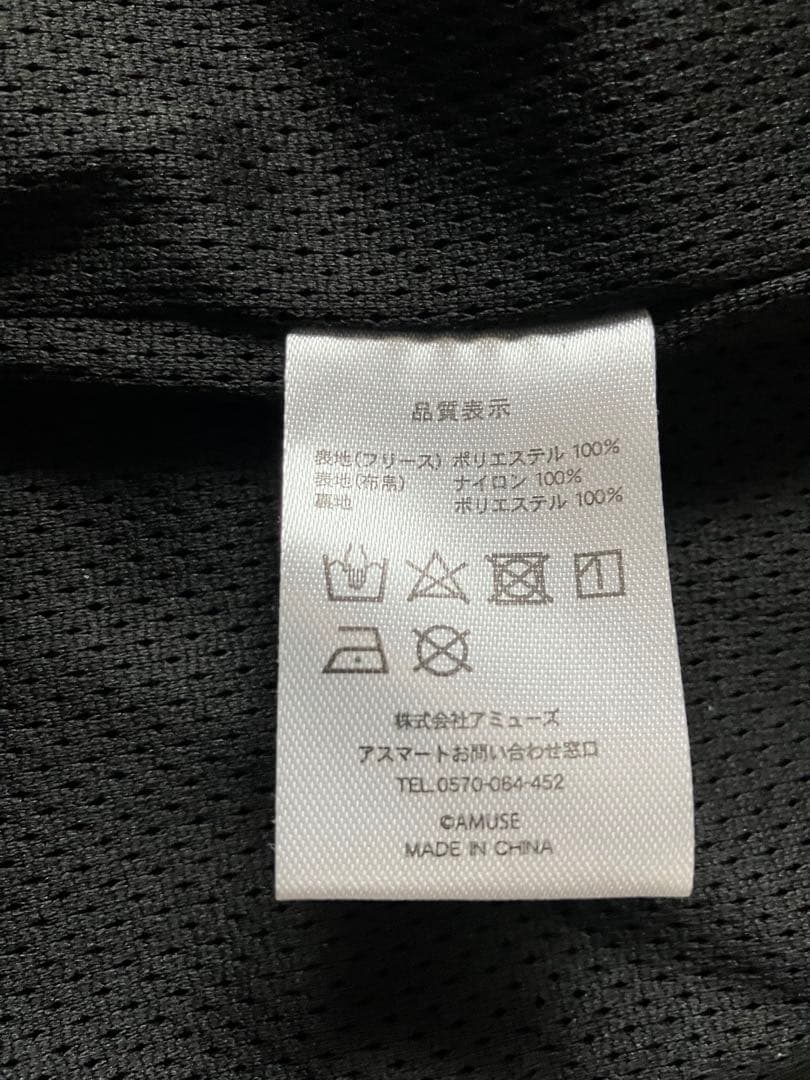 品質表示
表地(フリース) ポリエステル 100%
表地(布帛) ナイロン 100%
裏地 ポリエステル 100%
株式会社アミューズ
アスマートお問い合わせ窓口
TEL.0570-064-452
©AMUSE
MADE IN CHINA